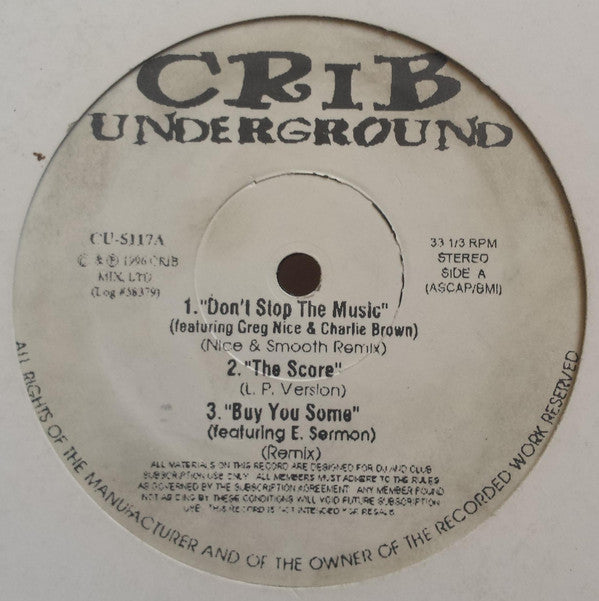 CRIB
UNDERGROUND
CU-5117A
© & ℗ 1996 CRIB
MIX, LTD
(Log #58379)
33 1/3 RPM
STEREO
SIDE A
(ASCAP/BMI)
1."Don't Stop The Music"
(featuring Greg Nice & Charlie Brown)
(Nice & Smooth Remix)
2."The Score"
(L. P. Version)
3."Buy You Some"
(featuring E. Sermon)
(Remix)
ALL MATERIALS ON THIS RECORD ARE DESIGNED FOR DJ AND CLUB
SUBSCRIPTION USE ONLY. ALL MEMBERS MUST ADHERE TO THE RULES
AS GOVERNED BY THE SUBSCRIPTION AGREEMENT. ANY MEMBER FOUND
NOT ABIDING BY THESE CONDITIONS WILL VOID FUTURE SUBSCRIPTION
USE. THIS RECORD IS NOT INTENDED FOR RESALE.
ALL RIGHTS OF THE MANUFACTURER AND OF THE OWNER OF THE RECORDED WORK RESERVED